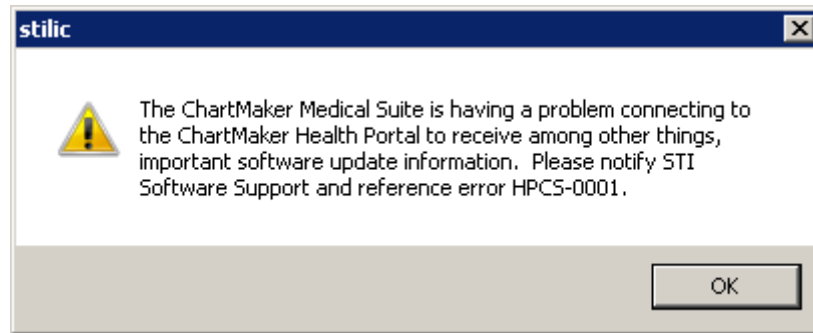 stilic
The ChartMaker Medical Suite is having a problem connecting to
the ChartMaker Health Portal to receive among other things,
important software update information.  Please notify STI
Software Support and reference error HPCS-0001.
OK